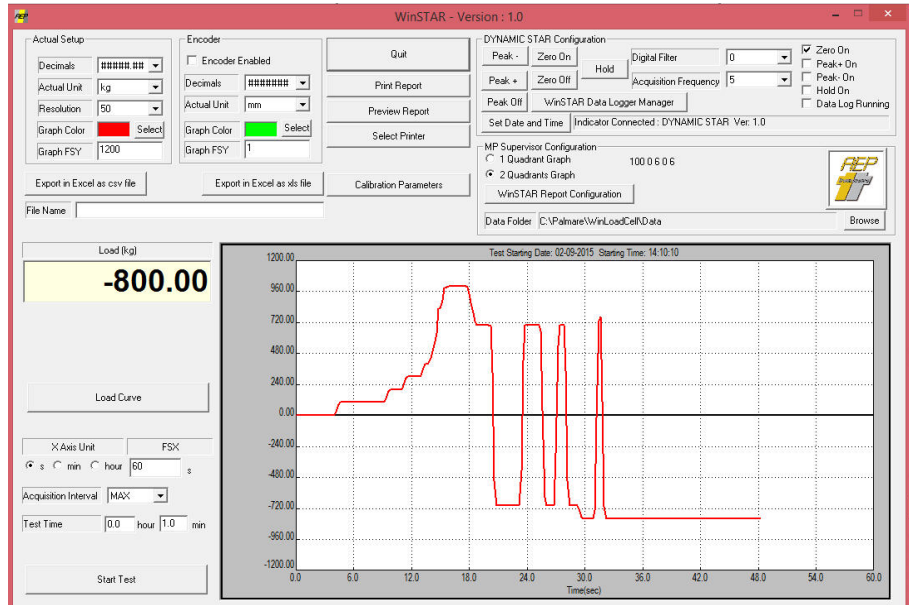 AEP WinSTAR - Version : 1.0
Actual Setup
Decimals #####.##
Actual Unit kg
Resolution 50
Graph Color Select
Graph FSY 1200
Encoder
Encoder Enabled
Decimals #######
Actual Unit mm
Graph Color Select
Graph FSY 1
Quit
Print Report
Preview Report
Select Printer
Calibration Parameters
Export in Excel as csv file
Export in Excel as xls file
File Name
DYNAMIC STAR Configuration
Peak - Zero On Hold Digital Filter 0
Peak + Zero Off Acquisition Frequency 5
Peak Off WinSTAR Data Logger Manager
Zero On
Peak+ On
Peak- On
Hold On
Data Log Running
Set Date and Time Indicator Connected : DYNAMIC STAR Ver: 1.0
MP Supervisor Configuration
1 Quadrant Graph 100 0 6 0 6
2 Quadrants Graph
WinSTAR Report Configuration
AEP
Data Folder C:\Palmare\WinLoadCell\Data Browse
Load (kg)
-800.00
Load Curve
X Axis Unit FSX
s min hour 60 s
Acquisition Interval MAX
Test Time 0.0 hour 1.0 min
Start Test
Test Starting Date: 02-09-2015 Starting Time: 14:10:10
1200.00
960.00
720.00
480.00
240.00
0.00
-240.00
-480.00
-720.00
-960.00
-1200.00
0.0 6.0 12.0 18.0 24.0 30.0 36.0 42.0 48.0 54.0 60.0
Time(sec)